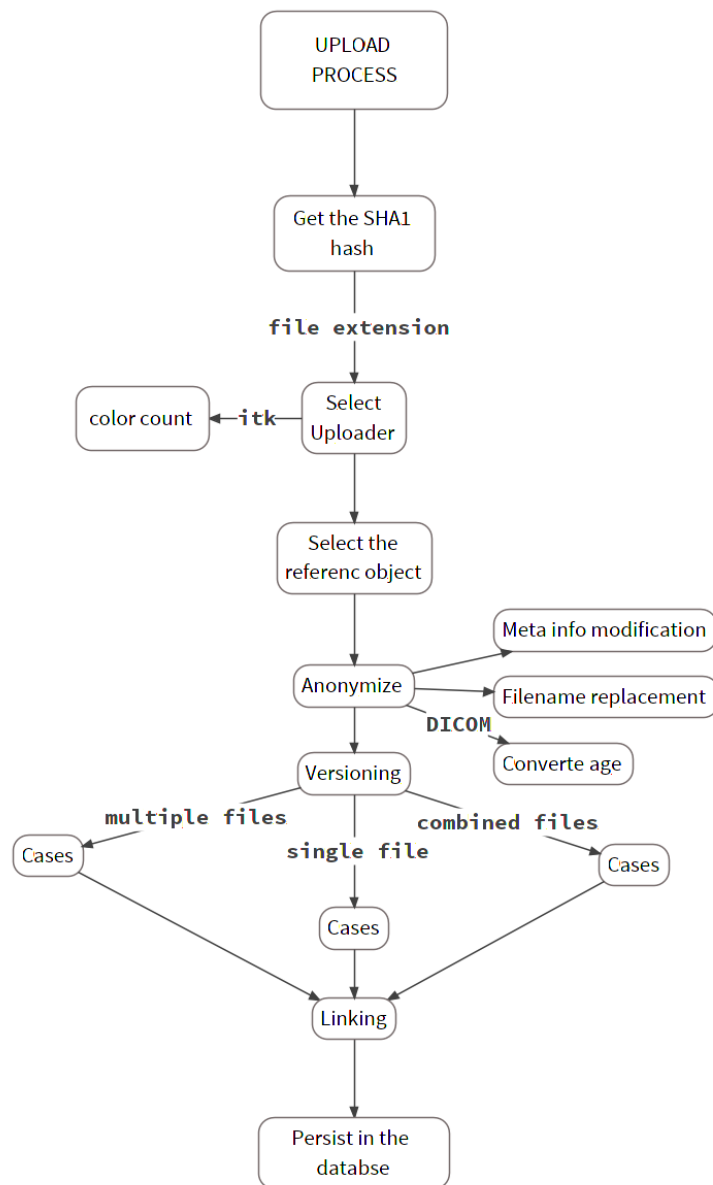 UPLOAD
PROCESS
Get the SHA1
hash
file extension
color count
itk
Select
Uploader
Select the
referenc object
Meta info modification
Anonymize
Filename replacement
DICOM
Converte age
Versioning
multiple files
combined files
single file
Cases
Cases
Cases
Linking
Persist in the
databse